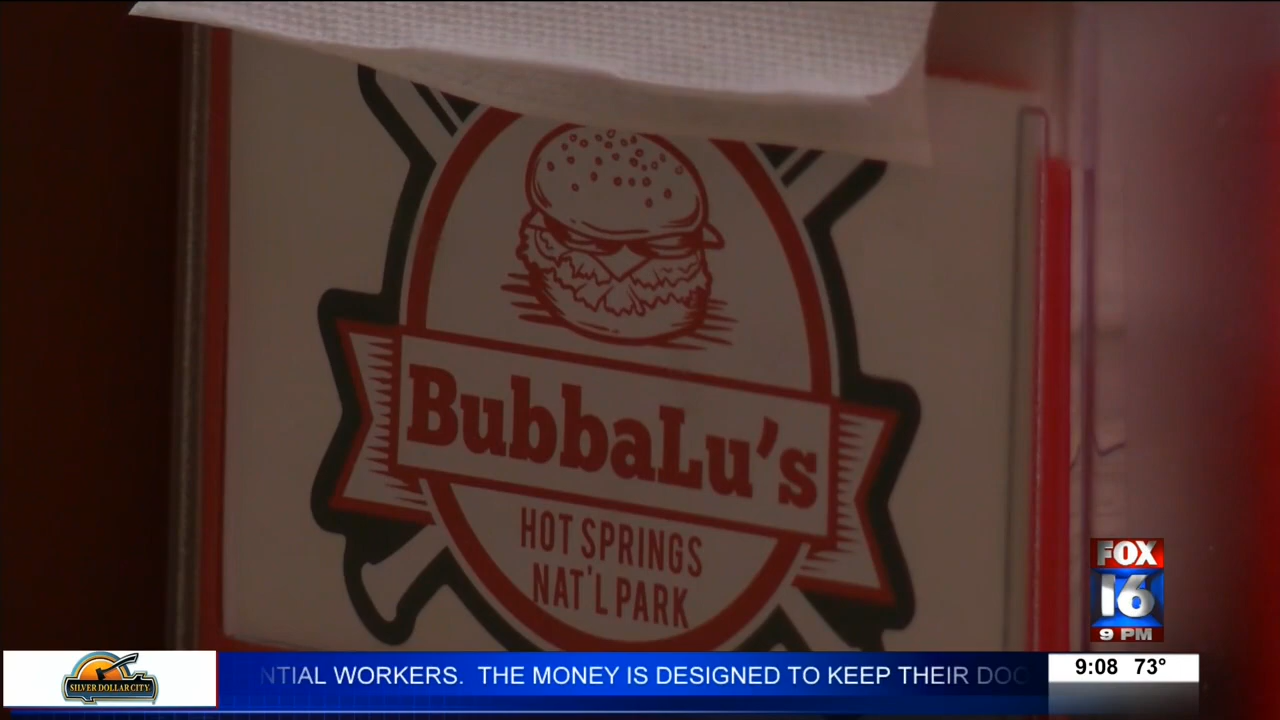 BubbaLu's
HOT SPRINGS
NAT'L PARK
FOX
16
9 PM
SILVER DOLLAR CITY
WORKERS. THE MONEY IS DESIGNED TO KEEP THEIR
9:08 73°